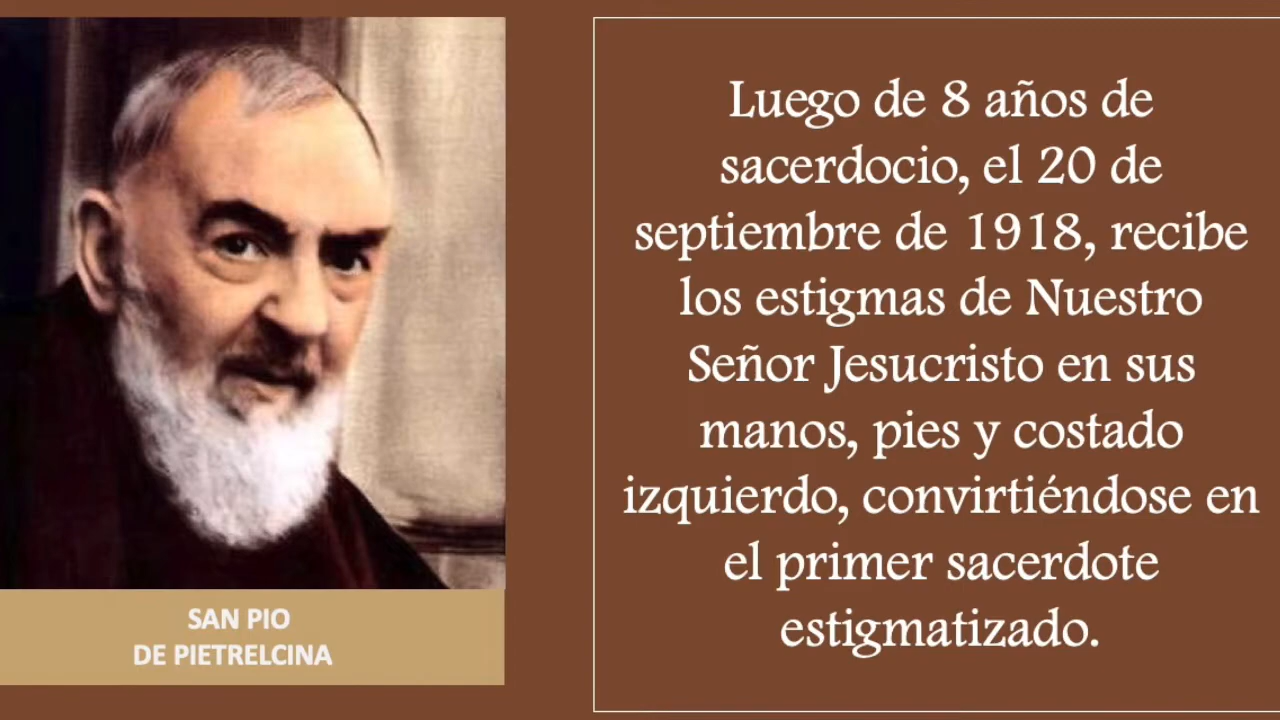 SAN PIO
DE PIETRELCINA
Luego de 8 años de
sacerdocio, el 20 de
septiembre de 1918, recibe
los estigmas de Nuestro
Señor Jesucristo en sus
manos, pies y costado
izquierdo, convirtiéndose en
el primer sacerdote
estigmatizado.